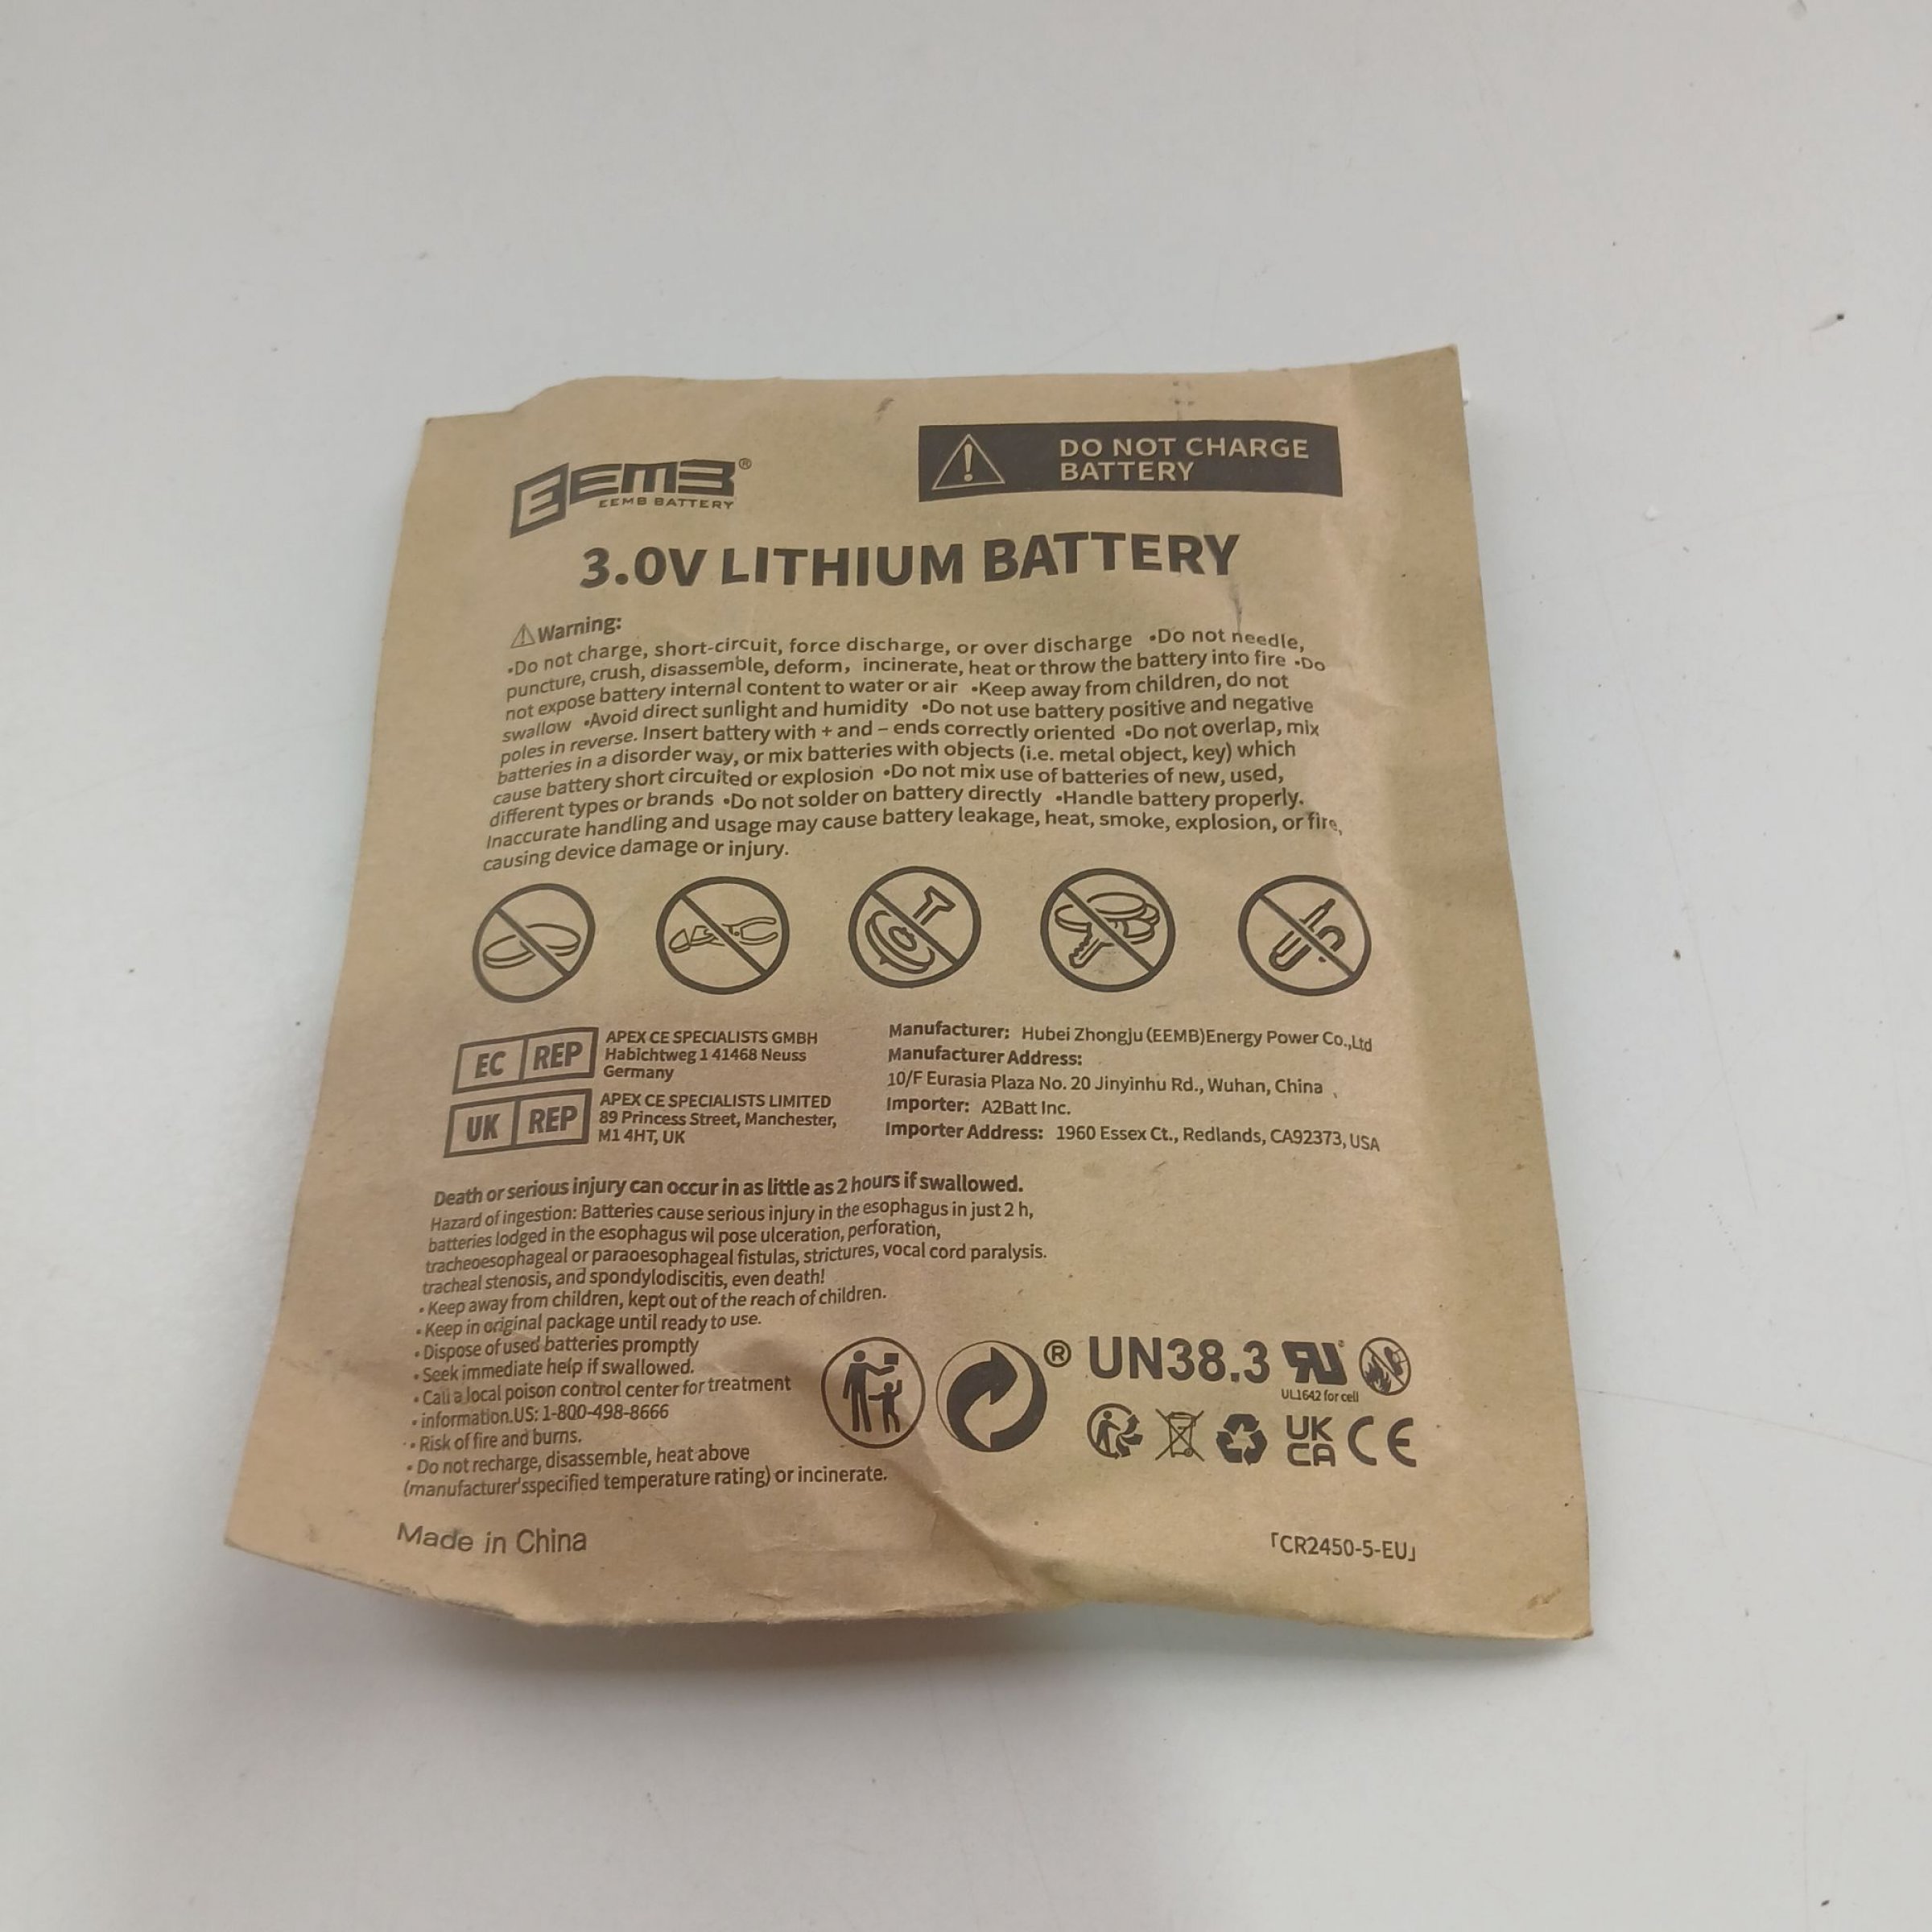 EEMB®
EEMB BATTERY
DO NOT CHARGE
BATTERY
3.0V LITHIUM BATTERY
Warning:
•Do not charge, short-circuit, force discharge, or over discharge •Do not needle,
puncture, crush, disassemble, deform, incinerate, heat or throw the battery into fire •Do
not expose battery internal content to water or air •Keep away from children, do not
swallow •Avoid direct sunlight and humidity •Do not use battery positive and negative
poles in reverse. Insert battery with + and – ends correctly oriented •Do not overlap, mix
batteries in a disorder way, or mix batteries with objects (i.e. metal object, key) which
cause battery short circuited or explosion •Do not mix use of batteries of new, used,
different types or brands •Do not solder on battery directly •Handle battery properly.
Inaccurate handling and usage may cause battery leakage, heat, smoke, explosion, or fire,
causing device damage or injury.
EC REP
APEX CE SPECIALISTS GMBH
Habichtweg 1 41468 Neuss
Germany
UK REP
APEX CE SPECIALISTS LIMITED
89 Princess Street, Manchester,
M1 4HT, UK
Manufacturer: Hubei Zhongju (EEMB)Energy Power Co.,Ltd
Manufacturer Address:
10/F Eurasia Plaza No. 20 Jinyinhu Rd., Wuhan, China
Importer: A2Batt Inc.
Importer Address: 1960 Essex Ct., Redlands, CA92373, USA
Death or serious injury can occur in as little as 2 hours if swallowed.
Hazard of ingestion: Batteries cause serious injury in the esophagus in just 2 h,
batteries lodged in the esophagus wil pose ulceration, perforation,
tracheoesophageal or paraoesophageal fistulas, strictures, vocal cord paralysis.
tracheal stenosis, and spondylodiscitis, even death!
• Keep away from children, kept out of the reach of children.
• Keep in original package until ready to use.
• Dispose of used batteries promptly
• Seek immediate help if swallowed.
• Call a local poison control center for treatment
• information.US: 1-800-498-8666
• Risk of fire and burns.
• Do not recharge, disassemble, heat above
(manufacturer'sspecified temperature rating) or incinerate.
® UN38.3
UL1642 for cell
UK
CA CE
Made in China
「CR2450-5-EU」